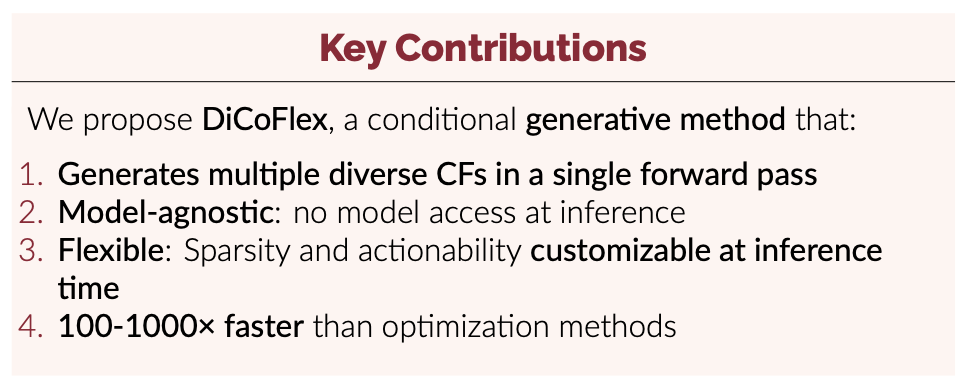 Key Contributions
We propose DiCoFlex, a conditional generative method that:
1. Generates multiple diverse CFs in a single forward pass
2. Model-agnostic: no model access at inference
3. Flexible: Sparsity and actionability customizable at inference
time
4. 100-1000× faster than optimization methods